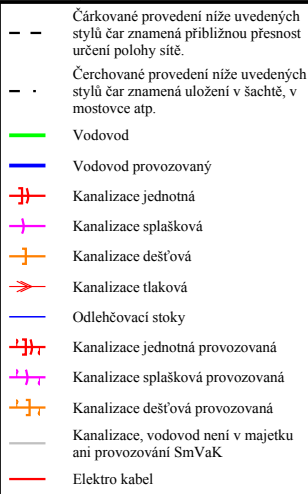 Čárkované provedení níže uvedených
stylů čar znamená přibližnou přesnost
určení polohy sítě.
Čerchované provedení níže uvedených
stylů čar znamená uložení v šachtě, v
mostovce atp.
Vodovod
Vodovod provozovaný
Kanalizace jednotná
Kanalizace splašková
Kanalizace dešťová
Kanalizace tlaková
Odlehčovací stoky
Kanalizace jednotná provozovaná
Kanalizace splašková provozovaná
Kanalizace dešťová provozovaná
Kanalizace, vodovod není v majetku
ani provozování SmVaK
Elektro kabel